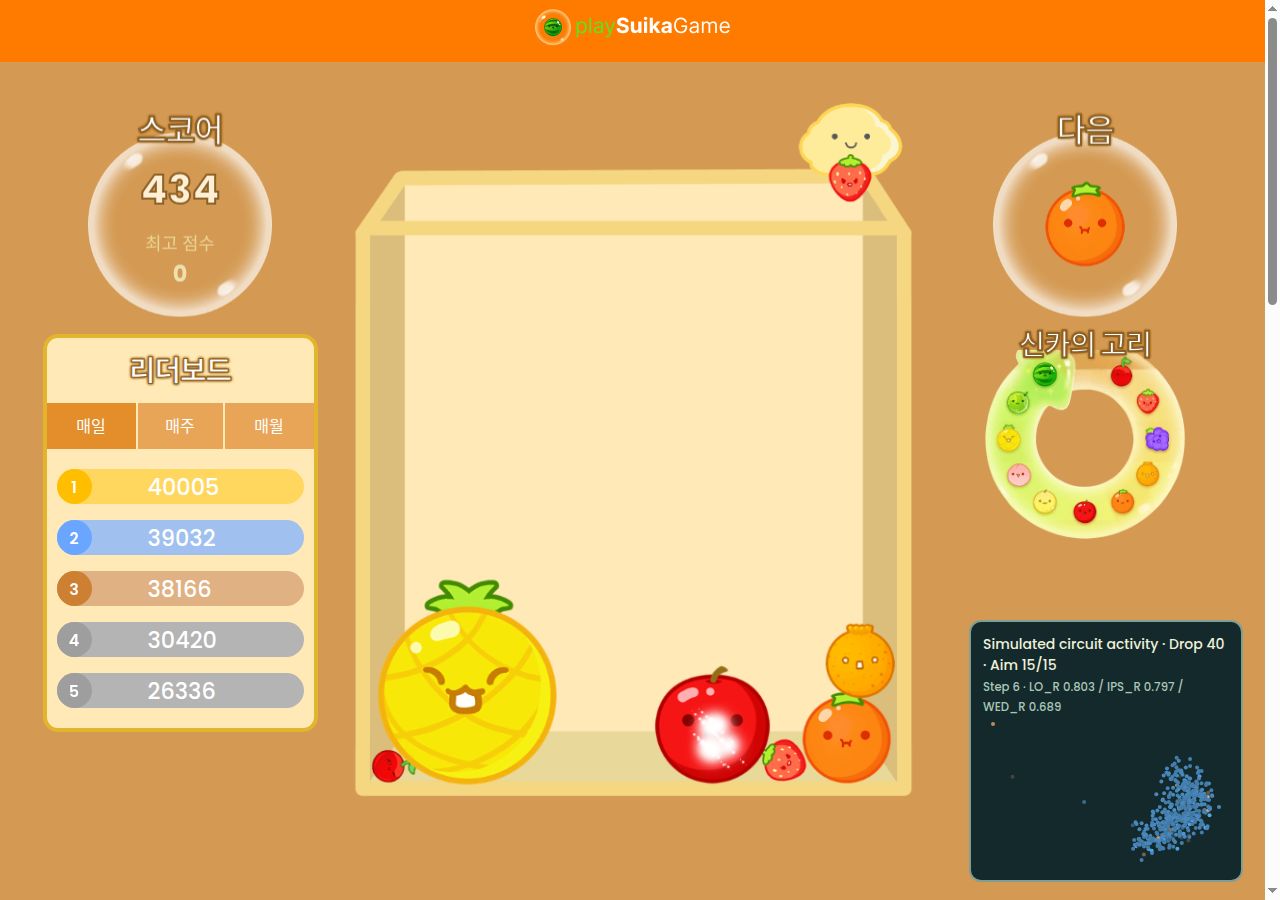 playSuikaGame
스코어
434
최고 점수
0
다음
신카의 고리
리더보드
매일 매주 매월
1 40005
2 39032
3 38166
4 30420
5 26336
Simulated circuit activity · Drop 40
· Aim 15/15
Step 6 · LO_R 0.803 / IPS_R 0.797 /
WED_R 0.689